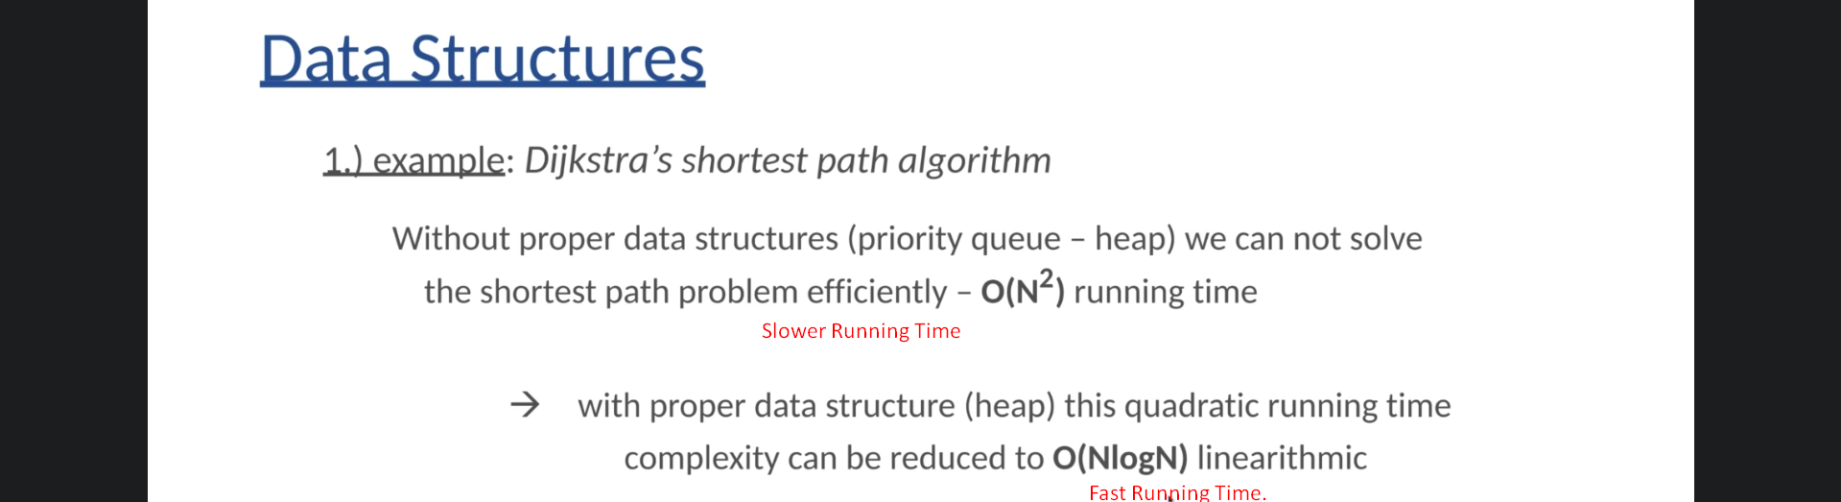 Data Structures
1.) example: Dijkstra's shortest path algorithm
Without proper data structures (priority queue – heap) we can not solve
the shortest path problem efficiently – O(N²) running time
Slower Running Time
→ with proper data structure (heap) this quadratic running time
complexity can be reduced to O(NlogN) linearithmic
Fast Running Time.